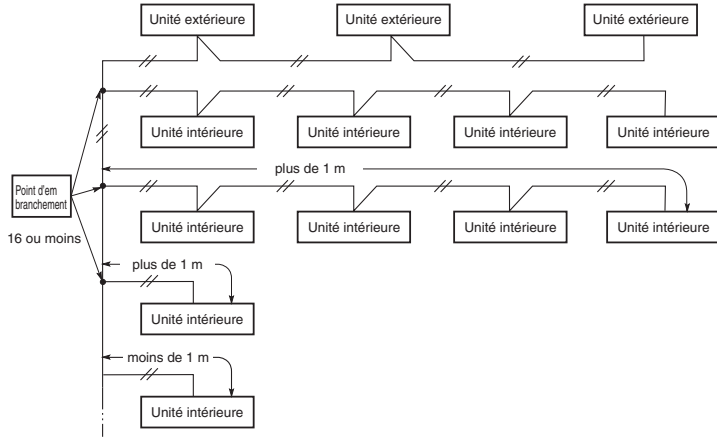 Unité extérieure
Unité extérieure
Unité extérieure
Unité intérieure
Unité intérieure
Unité intérieure
Unité intérieure
plus de 1 m
Point d'em
branchement
16 ou moins
Unité intérieure
Unité intérieure
Unité intérieure
Unité intérieure
plus de 1 m
Unité intérieure
moins de 1 m
Unité intérieure